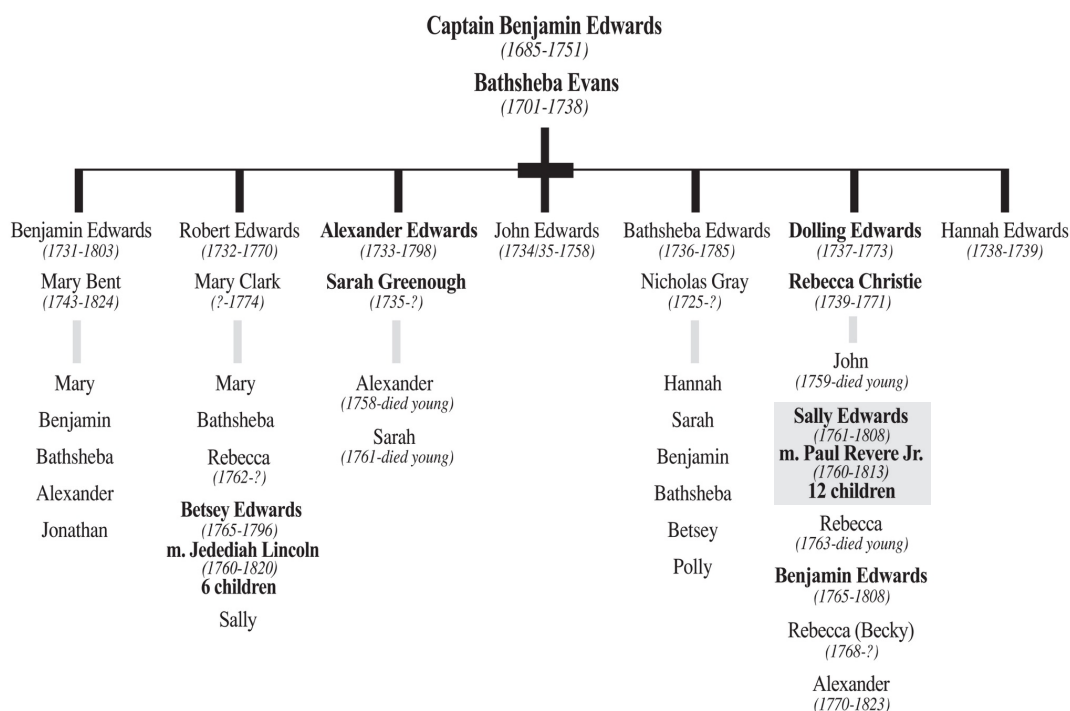 Captain Benjamin Edwards
(1685-1751)
Bathsheba Evans
(1701-1738)
Benjamin Edwards
(1731-1803)
Mary Bent
(1743-1824)
Mary
Benjamin
Bathsheba
Alexander
Jonathan
Robert Edwards
(1732-1770)
Mary Clark
(?-1774)
Mary
Bathsheba
Rebecca
(1762-?)
Betsey Edwards
(1765-1796)
m. Jedediah Lincoln
(1760-1820)
6 children
Sally
Alexander Edwards
(1733-1798)
Sarah Greenough
(1735-?)
Alexander
(1758-died young)
Sarah
(1761-died young)
John Edwards
(1734/35-1758)
Bathsheba Edwards
(1736-1785)
Nicholas Gray
(1725-?)
Hannah
Sarah
Benjamin
Bathsheba
Betsey
Polly
Dolling Edwards
(1737-1773)
Rebecca Christie
(1739-1771)
John
(1759-died young)
Sally Edwards
(1761-1808)
m. Paul Revere Jr.
(1760-1813)
12 children
Rebecca
(1763-died young)
Benjamin Edwards
(1765-1808)
Rebecca (Becky)
(1768-?)
Alexander
(1770-1823)
Hannah Edwards
(1738-1739)